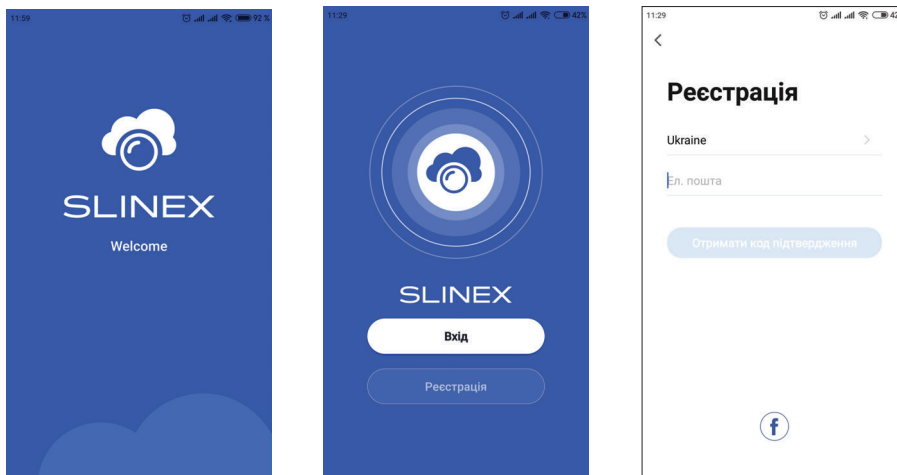 11:59 92 %
SLINEX
Welcome
11:29 42%
SLINEX
Вхід
Реєстрація
11:29 42
Реєстрація
Ukraine
Ел. пошта
Отримати код підтвердження
f